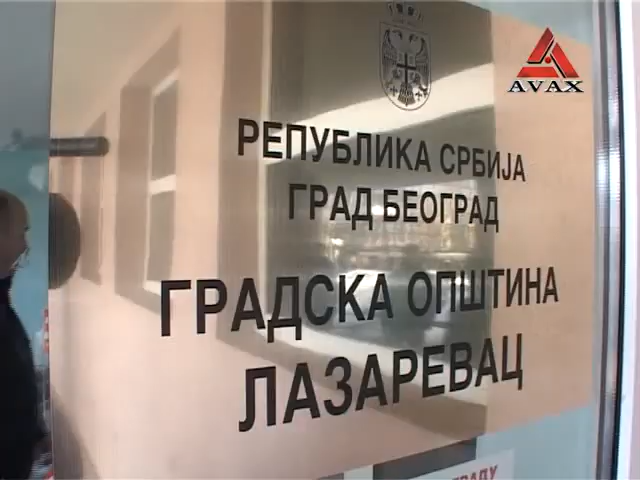 AVAX
РЕПУБЛИКА СРБИЈА
ГРАД БЕОГРАД
ГРАДСКА ОПШТИНА
ЛАЗАРЕВАЦ